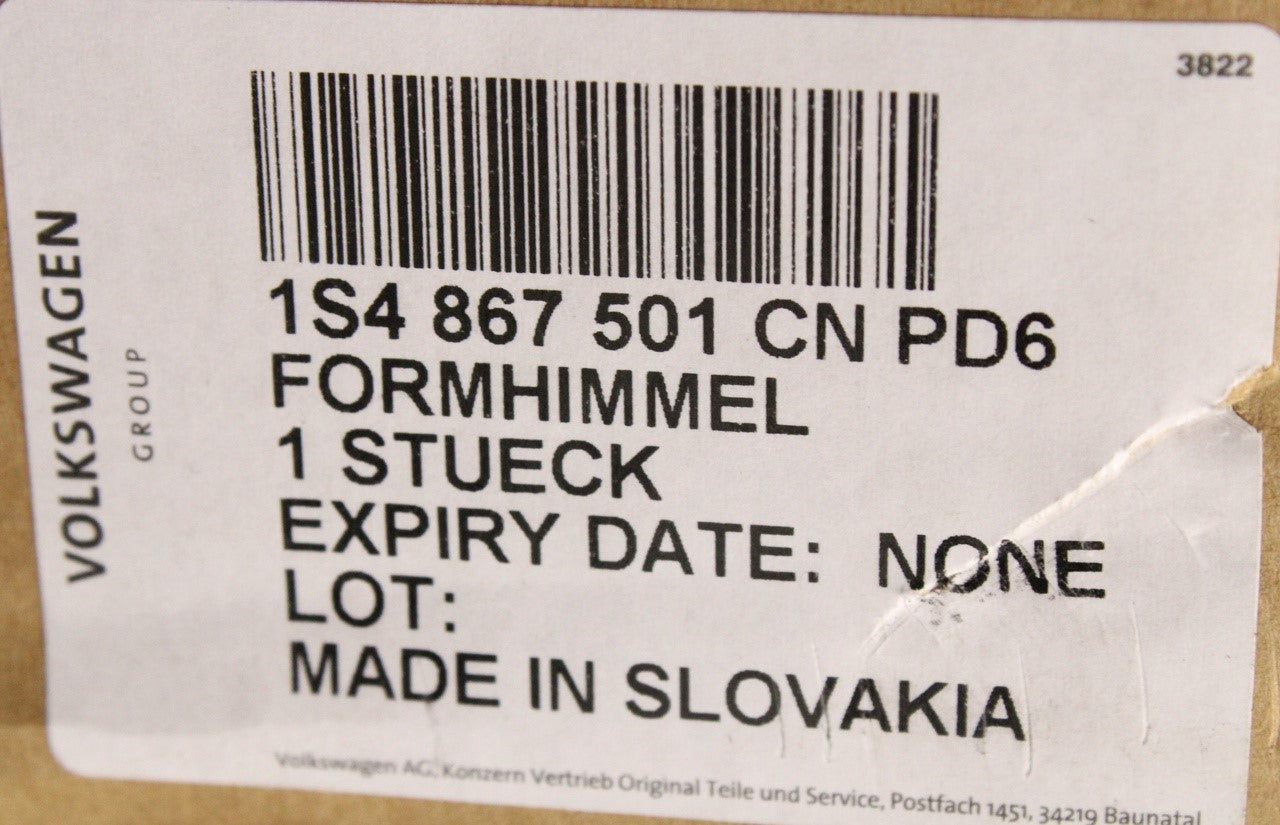 3822
VOLKSWAGEN
GROUP
1S4 867 501 CN PD6
FORMHIMMEL
1 STUECK
EXPIRY DATE: NONE
LOT:
MADE IN SLOVAKIA
Volkswagen AG, Konzern Vertrieb Original Teile und Service, Postfach 1451, 34219 Baunatal